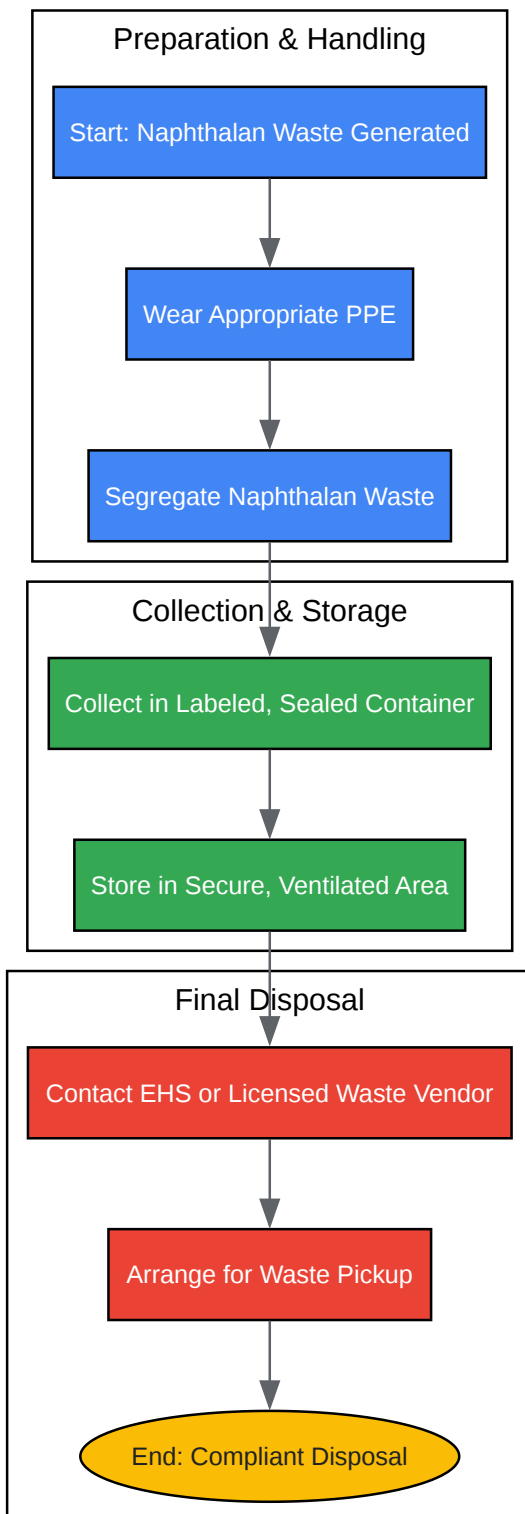 Preparation & Handling
Start: Naphthalan Waste Generated
Wear Appropriate PPE
Segregate Naphthalan Waste
Collection & Storage
Collect in Labeled, Sealed Container
Store in Secure, Ventilated Area
Final Disposal
Contact EHS or Licensed Waste Vendor
Arrange for Waste Pickup
End: Compliant Disposal